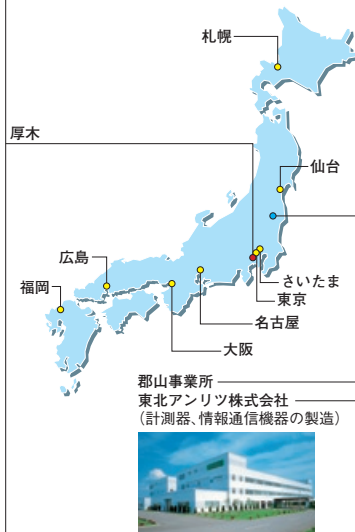 札幌
厚木
仙台
広島
福岡
さいたま
東京
名古屋
大阪
郡山事業所
東北アンリツ株式会社
(計測器、情報通信機器の製造)